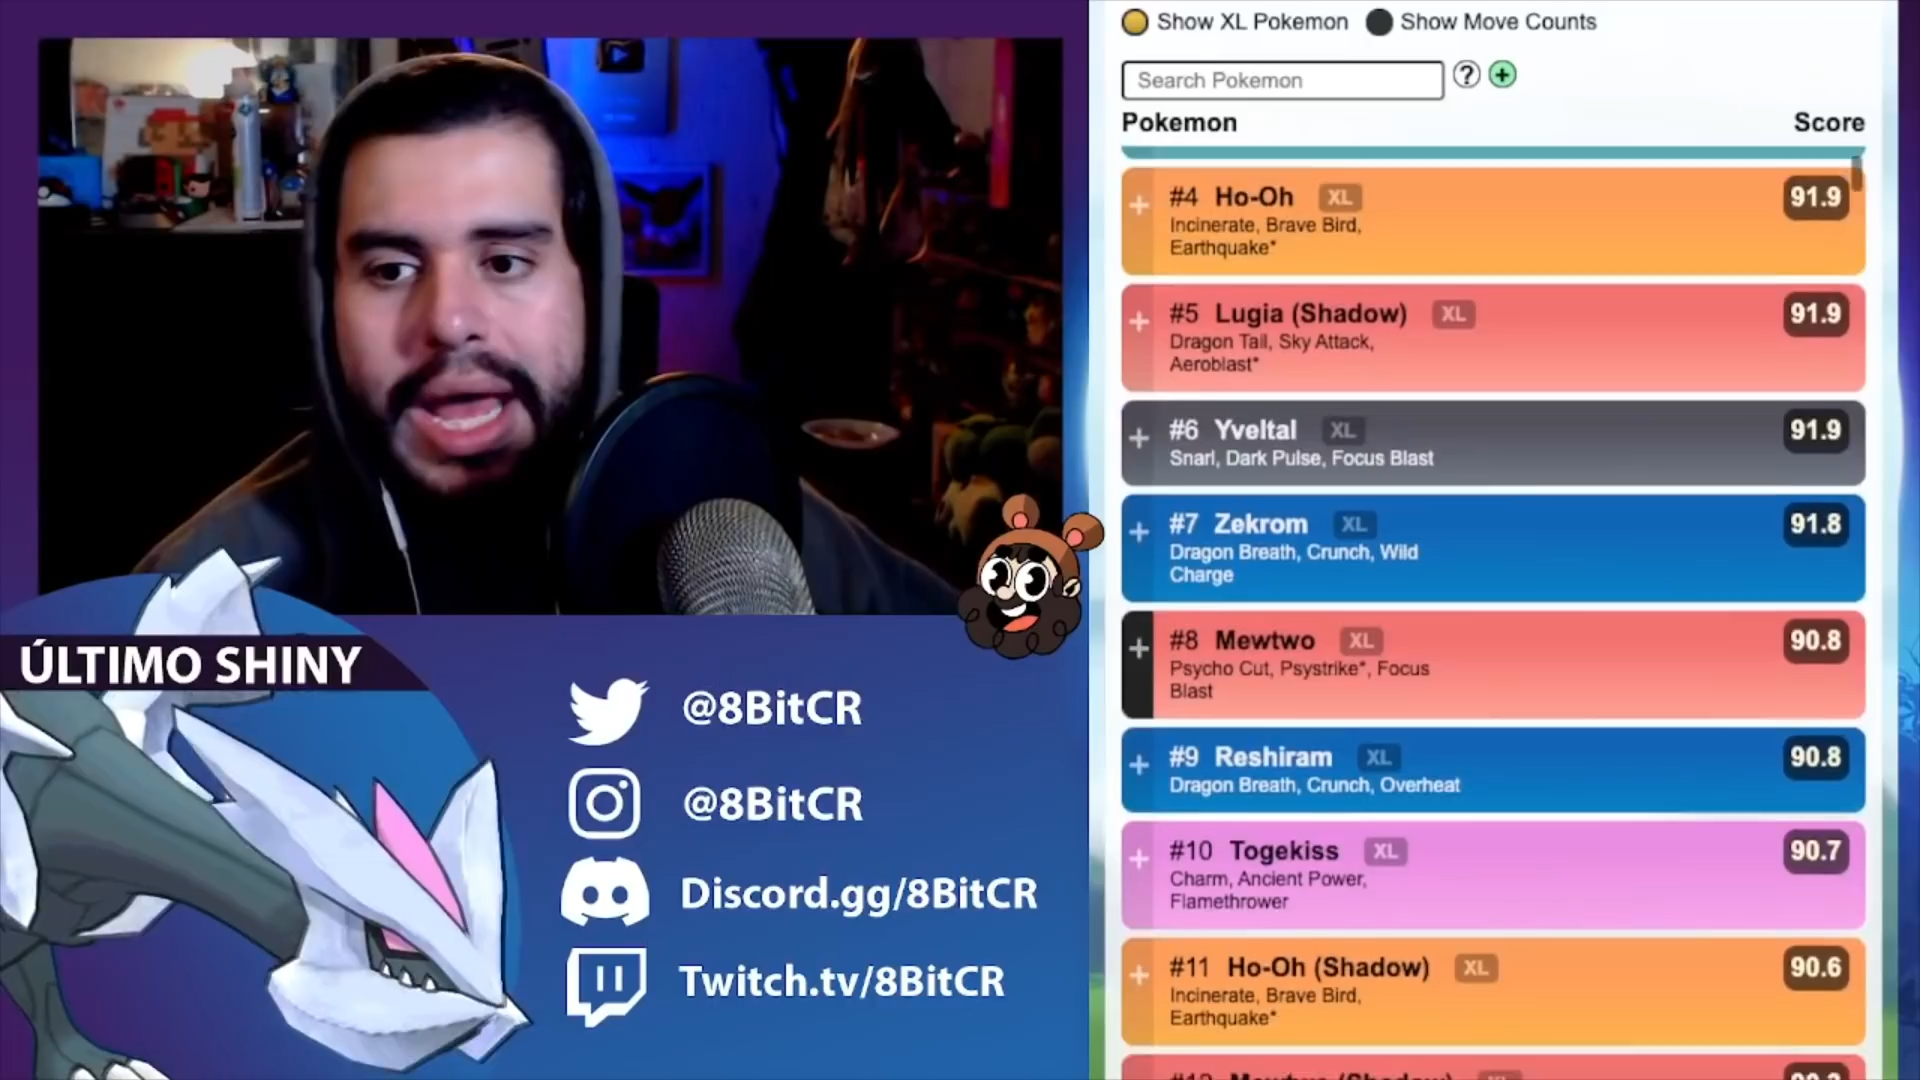 Show XL Pokemon Show Move Counts
Search Pokemon ? +
Pokemon Score
+ #4 Ho-Oh XL 91.9
Incinerate, Brave Bird,
Earthquake*
+ #5 Lugia (Shadow) XL 91.9
Dragon Tail, Sky Attack,
Aeroblast*
+ #6 Yveltal XL 91.9
Snarl, Dark Pulse, Focus Blast
+ #7 Zekrom XL 91.8
Dragon Breath, Crunch, Wild
Charge
+ #8 Mewtwo XL 90.8
Psycho Cut, Psystrike*, Focus
Blast
+ #9 Reshiram XL 90.8
Dragon Breath, Crunch, Overheat
+ #10 Togekiss XL 90.7
Charm, Ancient Power,
Flamethrower
+ #11 Ho-Oh (Shadow) XL 90.6
Incinerate, Brave Bird,
Earthquake*
#12 Mewtwo (Shadow) XL
ÚLTIMO SHINY
@8BitCR
@8BitCR
Discord.gg/8BitCR
Twitch.tv/8BitCR